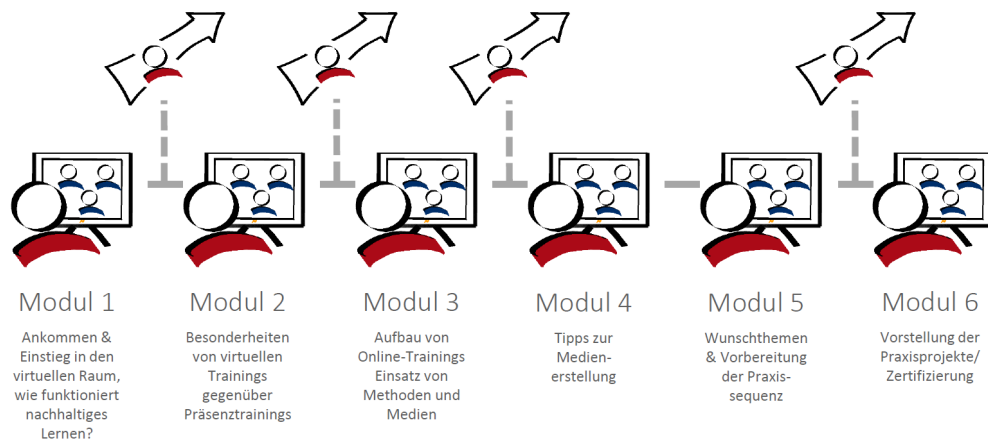 Modul 1
Ankommen &
Einstieg in den
virtuellen Raum,
wie funktioniert
nachhaltiges
Lernen?
Modul 2
Besonderheiten
von virtuellen
Trainings
gegenüber
Präsenztrainings
Modul 3
Aufbau von
Online-Trainings
Einsatz von
Methoden und
Medien
Modul 4
Tipps zur
Medien-
erstellung
Modul 5
Wunschthemen
& Vorbereitung
der Praxis-
sequenz
Modul 6
Vorstellung der
Praxisprojekte/
Zertifizierung